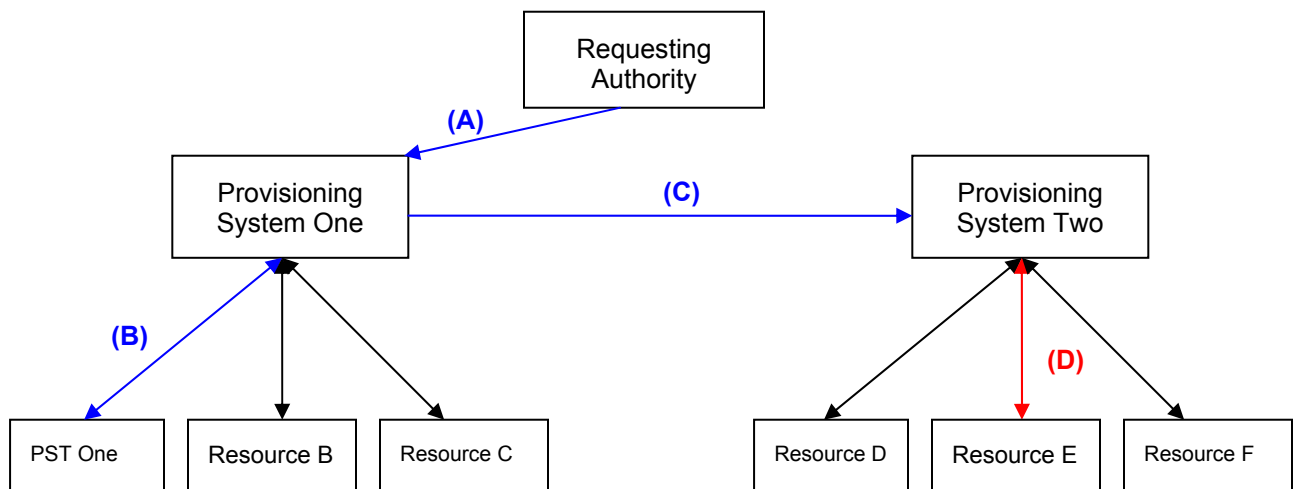 Requesting
Authority
(A)
Provisioning
System One
(C)
Provisioning
System Two
(B)
(D)
PST One
Resource B
Resource C
Resource D
Resource E
Resource F